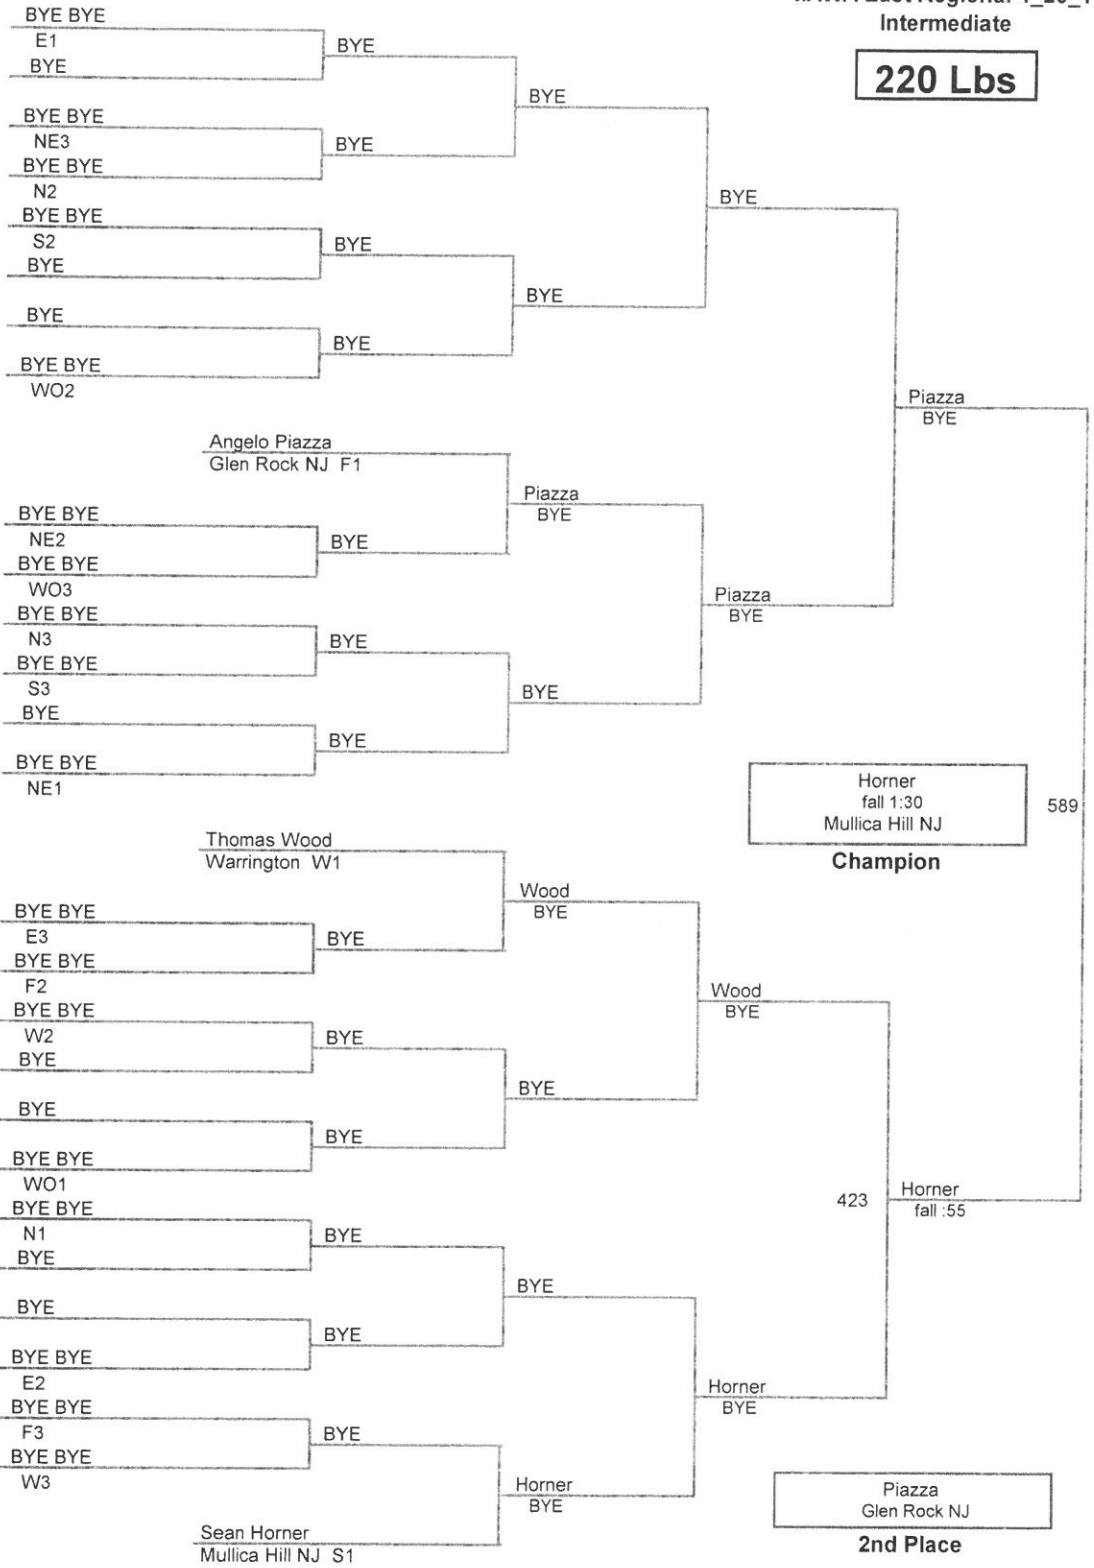 East Regional
Intermediate
220 Lbs
BYE BYE
E1
BYE
BYE
BYE
BYE BYE
NE3
BYE BYE
N2
BYE
BYE
BYE BYE
S2
BYE
BYE
BYE
BYE
BYE BYE
WO2
BYE
Piazza
BYE
Angelo Piazza
Glen Rock NJ F1
Piazza
BYE
BYE BYE
NE2
BYE BYE
WO3
BYE
Piazza
BYE
BYE BYE
N3
BYE BYE
S3
BYE
BYE
BYE
BYE BYE
NE1
BYE
Horner
fall 1:30
Mullica Hill NJ
Champion
589
Thomas Wood
Warrington W1
Wood
BYE
BYE BYE
E3
BYE BYE
F2
BYE
Wood
BYE
BYE BYE
W2
BYE
BYE
BYE
BYE
BYE BYE
WO1
BYE
423
Horner
fall :55
BYE BYE
N1
BYE
BYE
BYE
BYE
BYE BYE
E2
BYE
Horner
BYE
BYE BYE
F3
BYE BYE
W3
BYE
Horner
BYE
Sean Horner
Mullica Hill NJ S1
Piazza
Glen Rock NJ
2nd Place